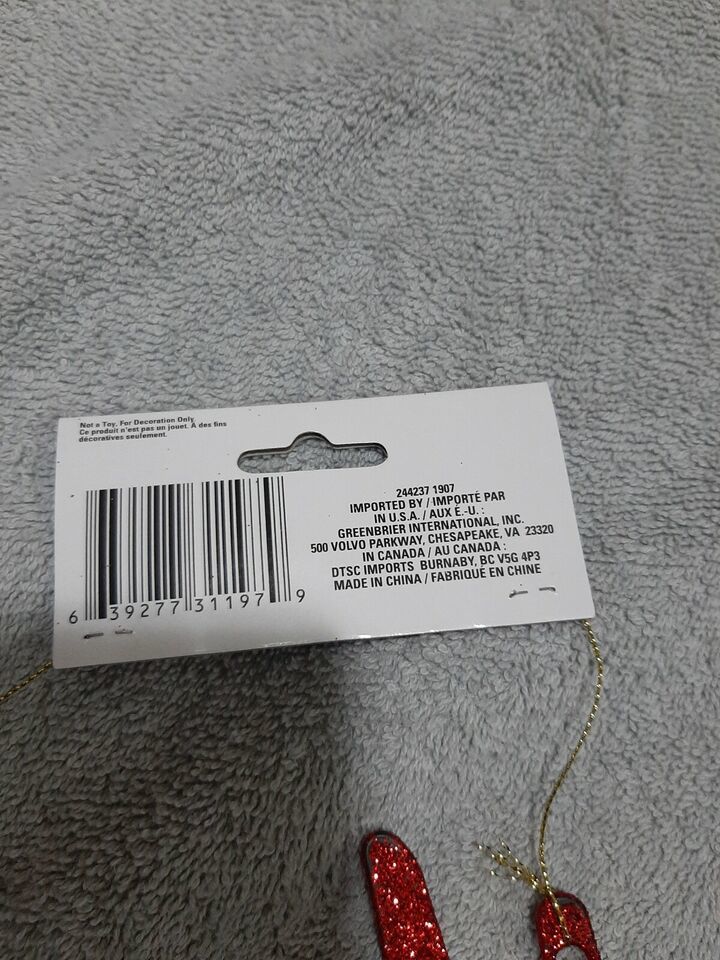 Not a Toy, For Decoration Only.
Ce produit n'est pas un jouet. À des fins
décoratives seulement.
244237 1907
IMPORTED BY / IMPORTÉ PAR
IN U.S.A. / AUX É.-U. :
GREENBRIER INTERNATIONAL, INC.
500 VOLVO PARKWAY, CHESAPEAKE, VA 23320
IN CANADA / AU CANADA :
DTSC IMPORTS BURNABY, BC V5G 4P3
MADE IN CHINA / FABRIQUÉ EN CHINE
6 39277 31197 9